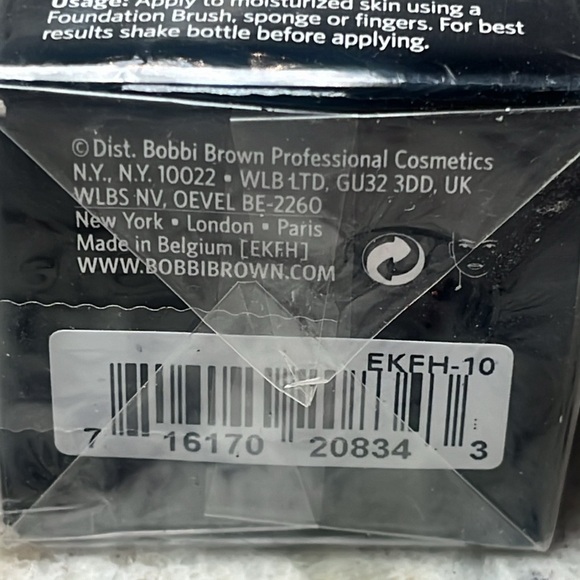 Usage: Apply to moisturized skin using a
Foundation Brush, sponge or fingers. For best
results shake bottle before applying.
© Dist. Bobbi Brown Professional Cosmetics
N.Y., N.Y. 10022 • WLB LTD, GU32 3DD, UK
WLBS NV, OEVEL BE-2260
New York • London • Paris
Made in Belgium [EKFH]
WWW.BOBBIBROWN.COM
EKFH-10
7 16170 20834 3